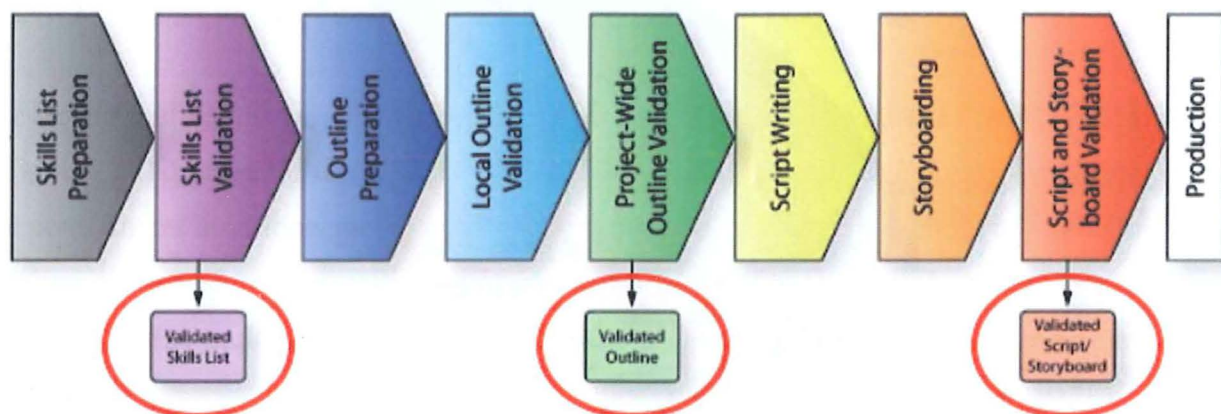 Skills List
Preparation
Skills List
Validation
Outline
Preparation
Local Outline
Validation
Project-Wide
Outline Validation
Script Writing
Storyboarding
Script and Story-
board Validation
Production
Validated
Skills List
Validated
Outline
Validated
Script/
Storyboard